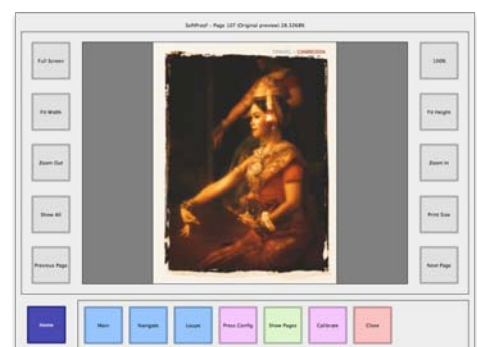 SoftProof - Page 107 (Original preview) 28.3268%
TRAVEL • CAMBODIA
Full Screen
100%
Fit Width
Fit Height
Zoom Out
Zoom In
Show All
Print Size
Previous Page
Next Page
Home
Main
Navigate
Loupe
Press Config
Show Pages
Calibrate
Close